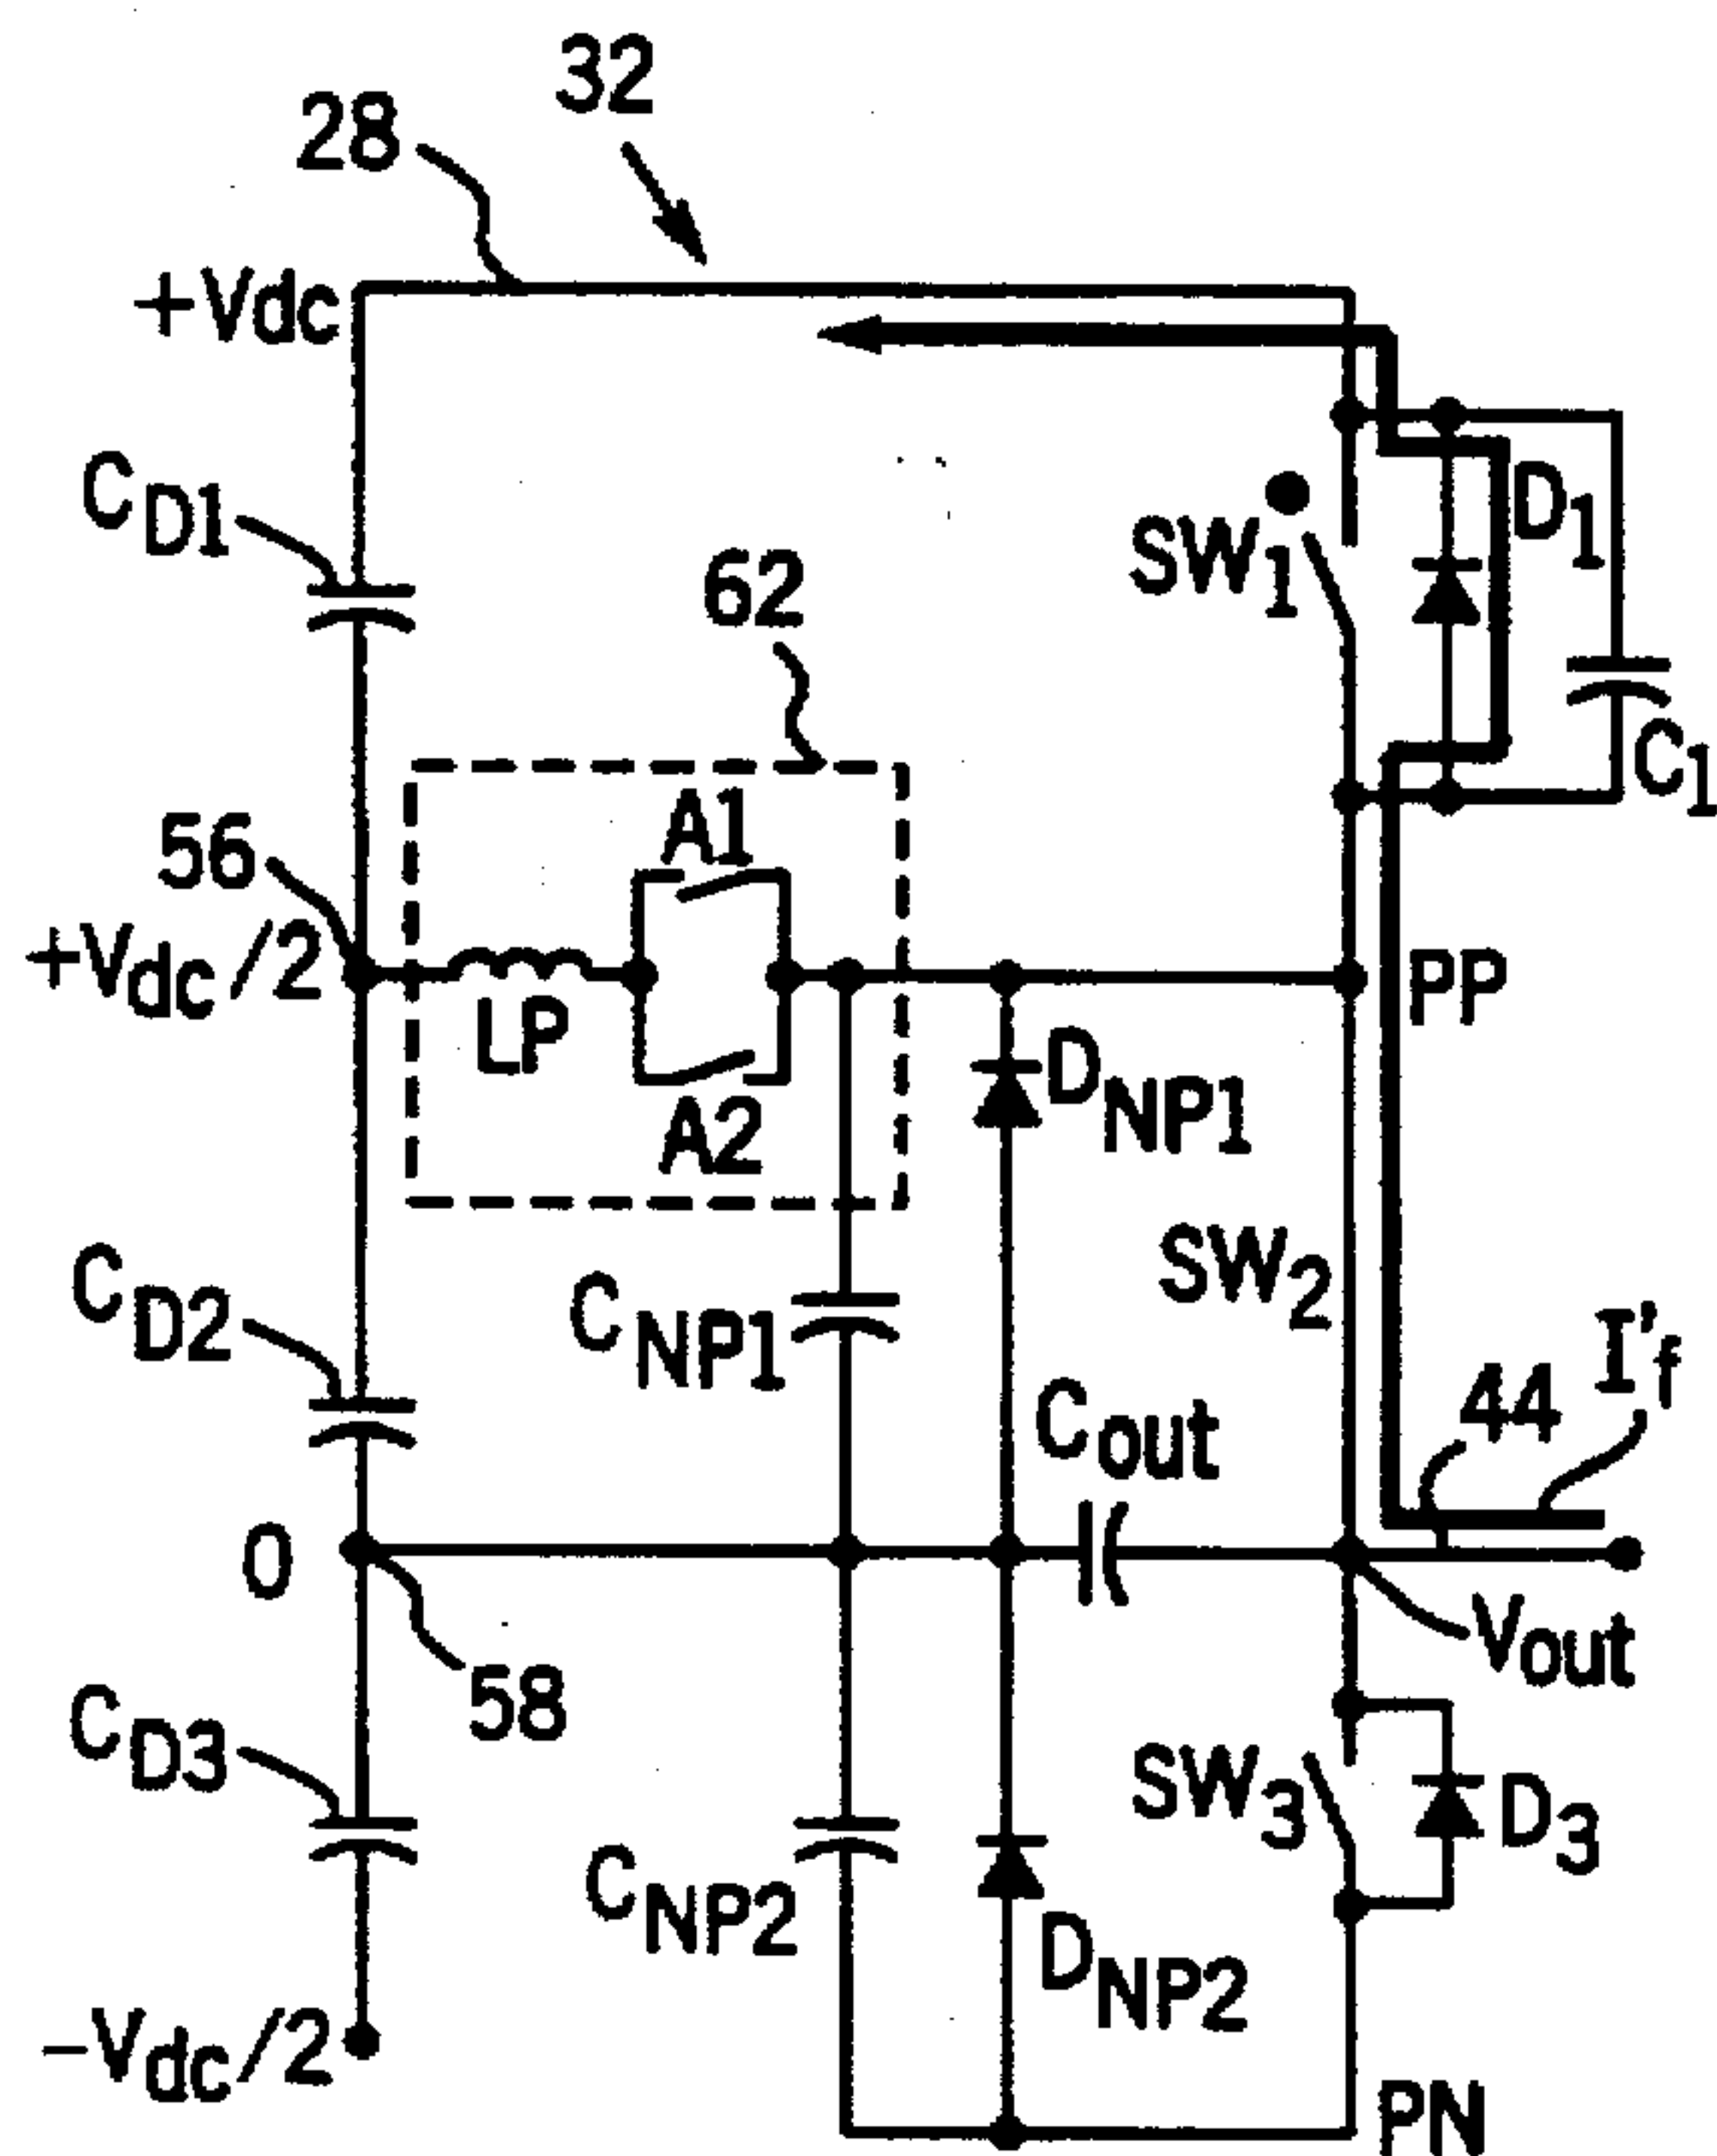 32
28
+Vdc
CD1
D1
SW1
62
C1
A1
56
+Vdc/2
PP
LP
DNP1
A2
SW2
CD2
CNP1
I'f
44
Cout
O
Vout
58
CD3
SW3
D3
CNP2
DNP2
-Vdc/2
PN